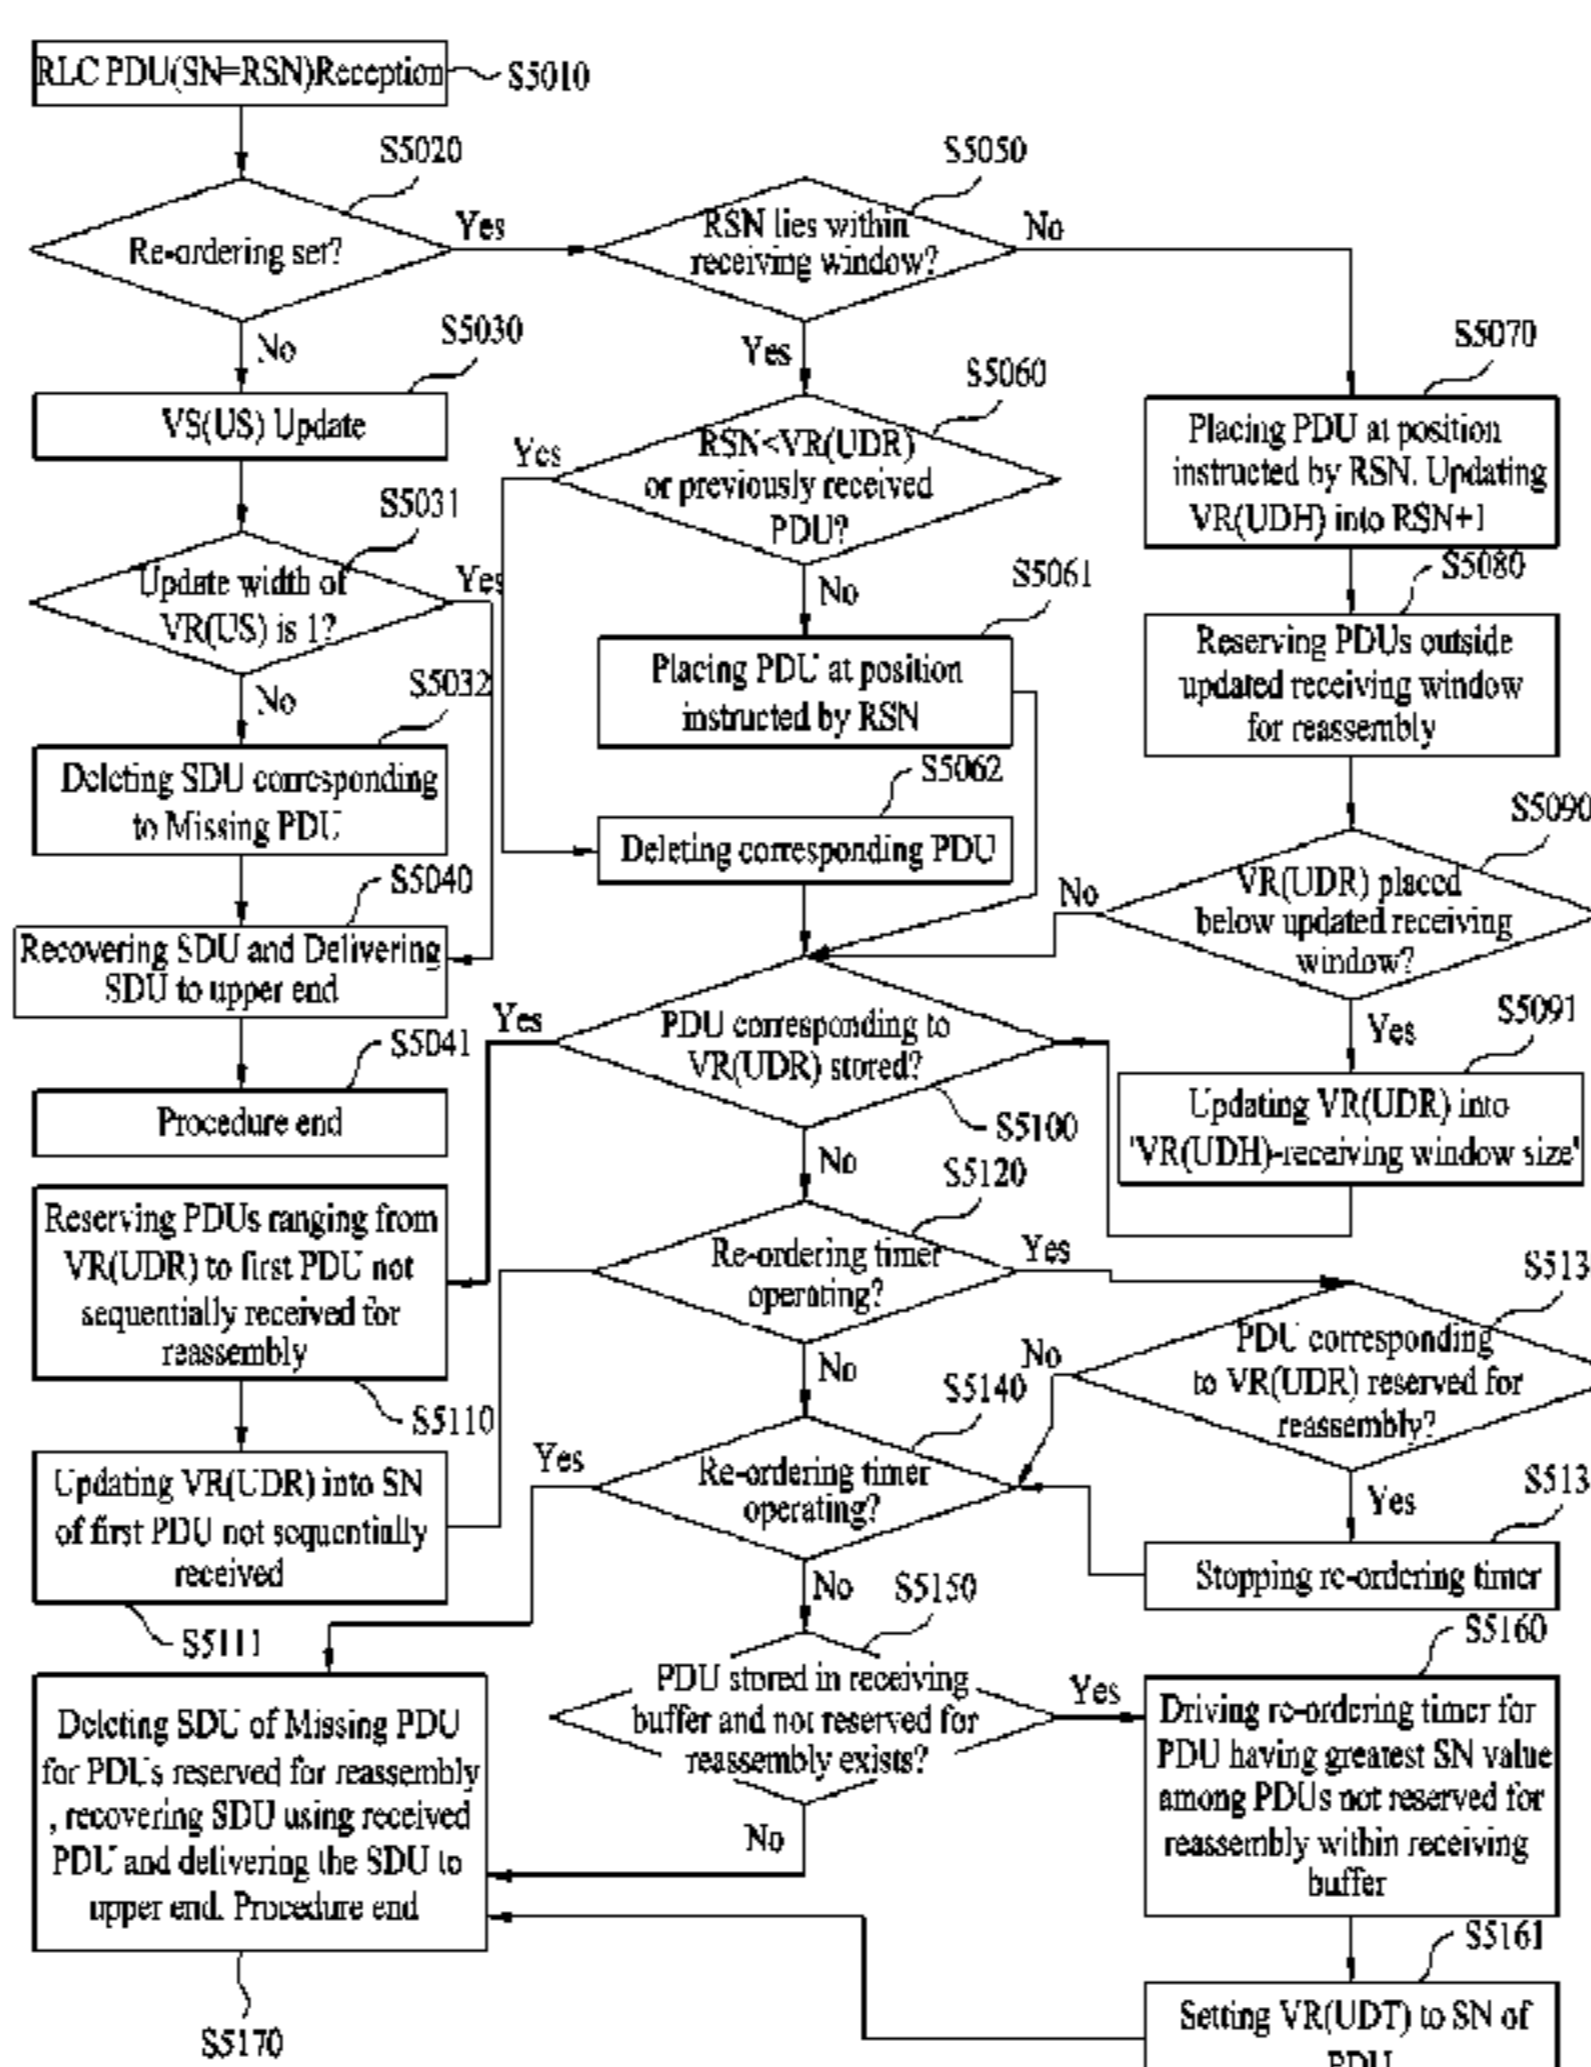 RLC PDU(SN=RSN)Reception
S5010
S5020
Re-ordering set?
Yes
No
S5050
RSN lies within
receiving window?
No
Yes
S5030
VS(US) Update
S5031
Update width of
VR(US) is 1?
Yes
No
S5032
Deleting SDU corresponding
to Missing PDU
S5040
Recovering SDU and Delivering
SDU to upper end
S5041
Procedure end
S5060
RSN<VR(UDR)
or previously received
PDU?
Yes
No
S5061
Placing PDU at position
instructed by RSN
S5062
Deleting corresponding PDU
S5070
Placing PDU at position
instructed by RSN. Updating
VR(UDH) into RSN+1
S5080
Reserving PDUs outside
updated receiving window
for reassembly
S5090
VR(UDR) placed
below updated receiving
window?
No
Yes
S5091
Updating VR(UDR) into
'VR(UDH)-receiving window size'
PDU corresponding to
VR(UDR) stored?
Yes
No
S5100
Reserving PDUs ranging from
VR(UDR) to first PDU not
sequentially received for
reassembly
S5110
Updating VR(UDR) into SN
of first PDU not sequentially
received
S5111
S5120
Re-ordering timer
operating?
Yes
No
S513
PDU corresponding
to VR(UDR) reserved for
reassembly?
No
Yes
S513
Stopping re-ordering timer
S5140
Re-ordering timer
operating?
Yes
No
S5150
PDU stored in receiving
buffer and not reserved for
reassembly exists?
Yes
No
S5160
Driving re-ordering timer for
PDU having greatest SN value
among PDUs not reserved for
reassembly within receiving
buffer
S5161
Setting VR(UDT) to SN of
PDU
Deleting SDU of Missing PDU
for PDUs reserved for reassembly
, recovering SDU using received
PDU and delivering the SDU to
upper end. Procedure end
S5170